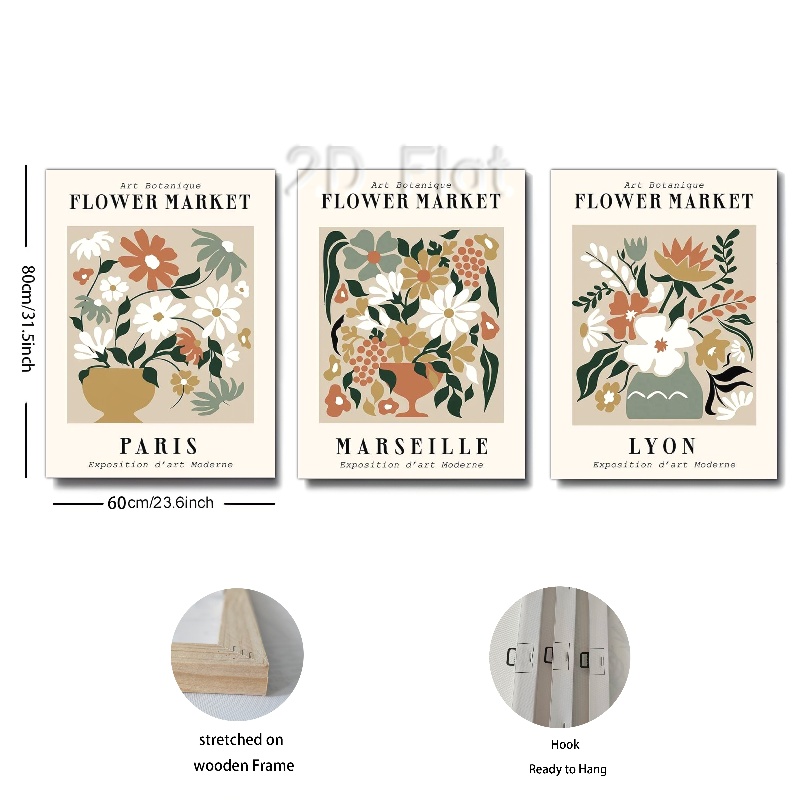 2D Flat
Art Botanique
FLOWER MARKET
PARIS
Exposition d'art Moderne
Art Botanique
FLOWER MARKET
MARSEILLE
Exposition d'art Moderne
Art Botanique
FLOWER MARKET
LYON
Exposition d'art Moderne
80cm/31.5inch
60cm/23.6inch
stretched on
wooden Frame
Hook
Ready to Hang